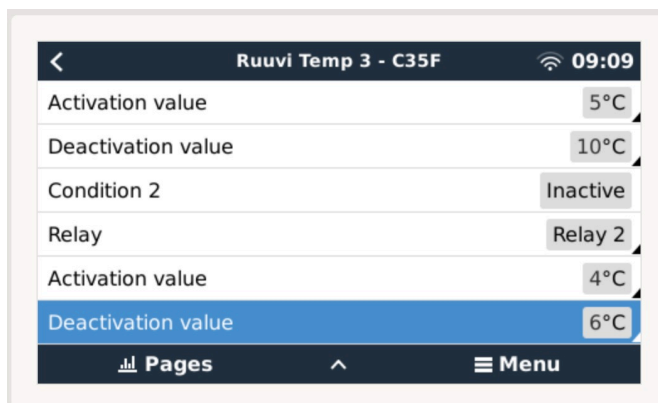 Ruuvi Temp 3 - C35F 09:09
Activation value 5°C
Deactivation value 10°C
Condition 2 Inactive
Relay Relay 2
Activation value 4°C
Deactivation value 6°C
Pages Menu